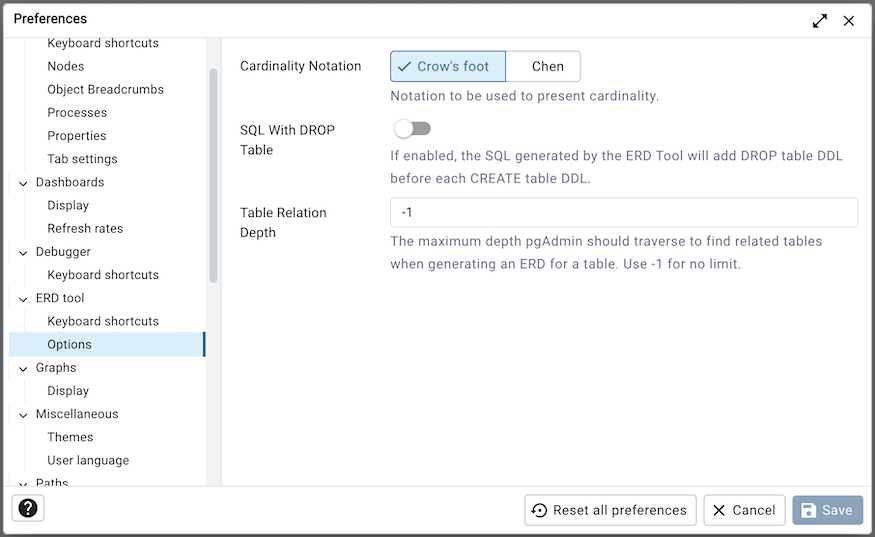 Preferences
Keyboard shortcuts
Nodes
Object Breadcrumbs
Processes
Properties
Tab settings
Dashboards
Display
Refresh rates
Debugger
Keyboard shortcuts
ERD tool
Keyboard shortcuts
Options
Graphs
Display
Miscellaneous
Themes
User language
Paths
Cardinality Notation
Crow's foot
Chen
Notation to be used to present cardinality.
SQL With DROP
Table
If enabled, the SQL generated by the ERD Tool will add DROP table DDL
before each CREATE table DDL.
Table Relation
Depth
-1
The maximum depth pgAdmin should traverse to find related tables
when generating an ERD for a table. Use -1 for no limit.
?
Reset all preferences
Cancel
Save